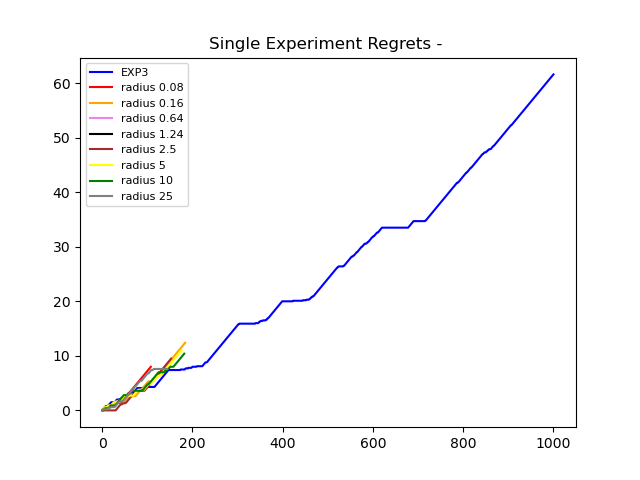 Single Experiment Regrets -
EXP3
radius 0.08
radius 0.16
radius 0.64
radius 1.24
radius 2.5
radius 5
radius 10
radius 25
60
50
40
30
20
10
0
0 200 400 600 800 1000